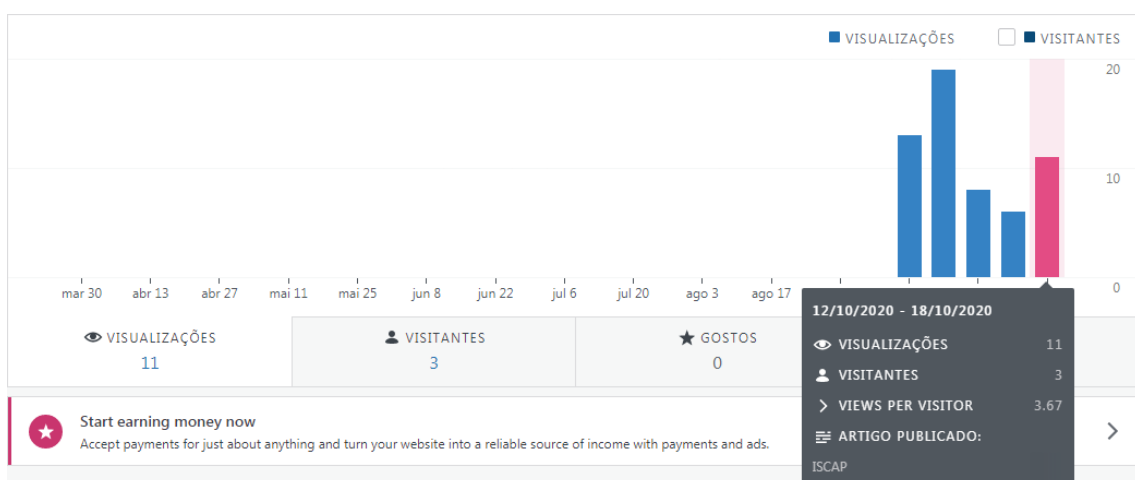 VISUALIZAÇÕES VISITANTES
20
10
0
mar 30 abr 13 abr 27 mai 11 mai 25 jun 8 jun 22 jul 6 jul 20 ago 3 ago 17
12/10/2020 - 18/10/2020
VISUALIZAÇÕES 11
VISITANTES 3
VIEWS PER VISITOR 3.67
ARTIGO PUBLICADO:
ISCAP
VISUALIZAÇÕES
11
VISITANTES
3
GOSTOS
0
Start earning money now
Accept payments for just about anything and turn your website into a reliable source of income with payments and ads.